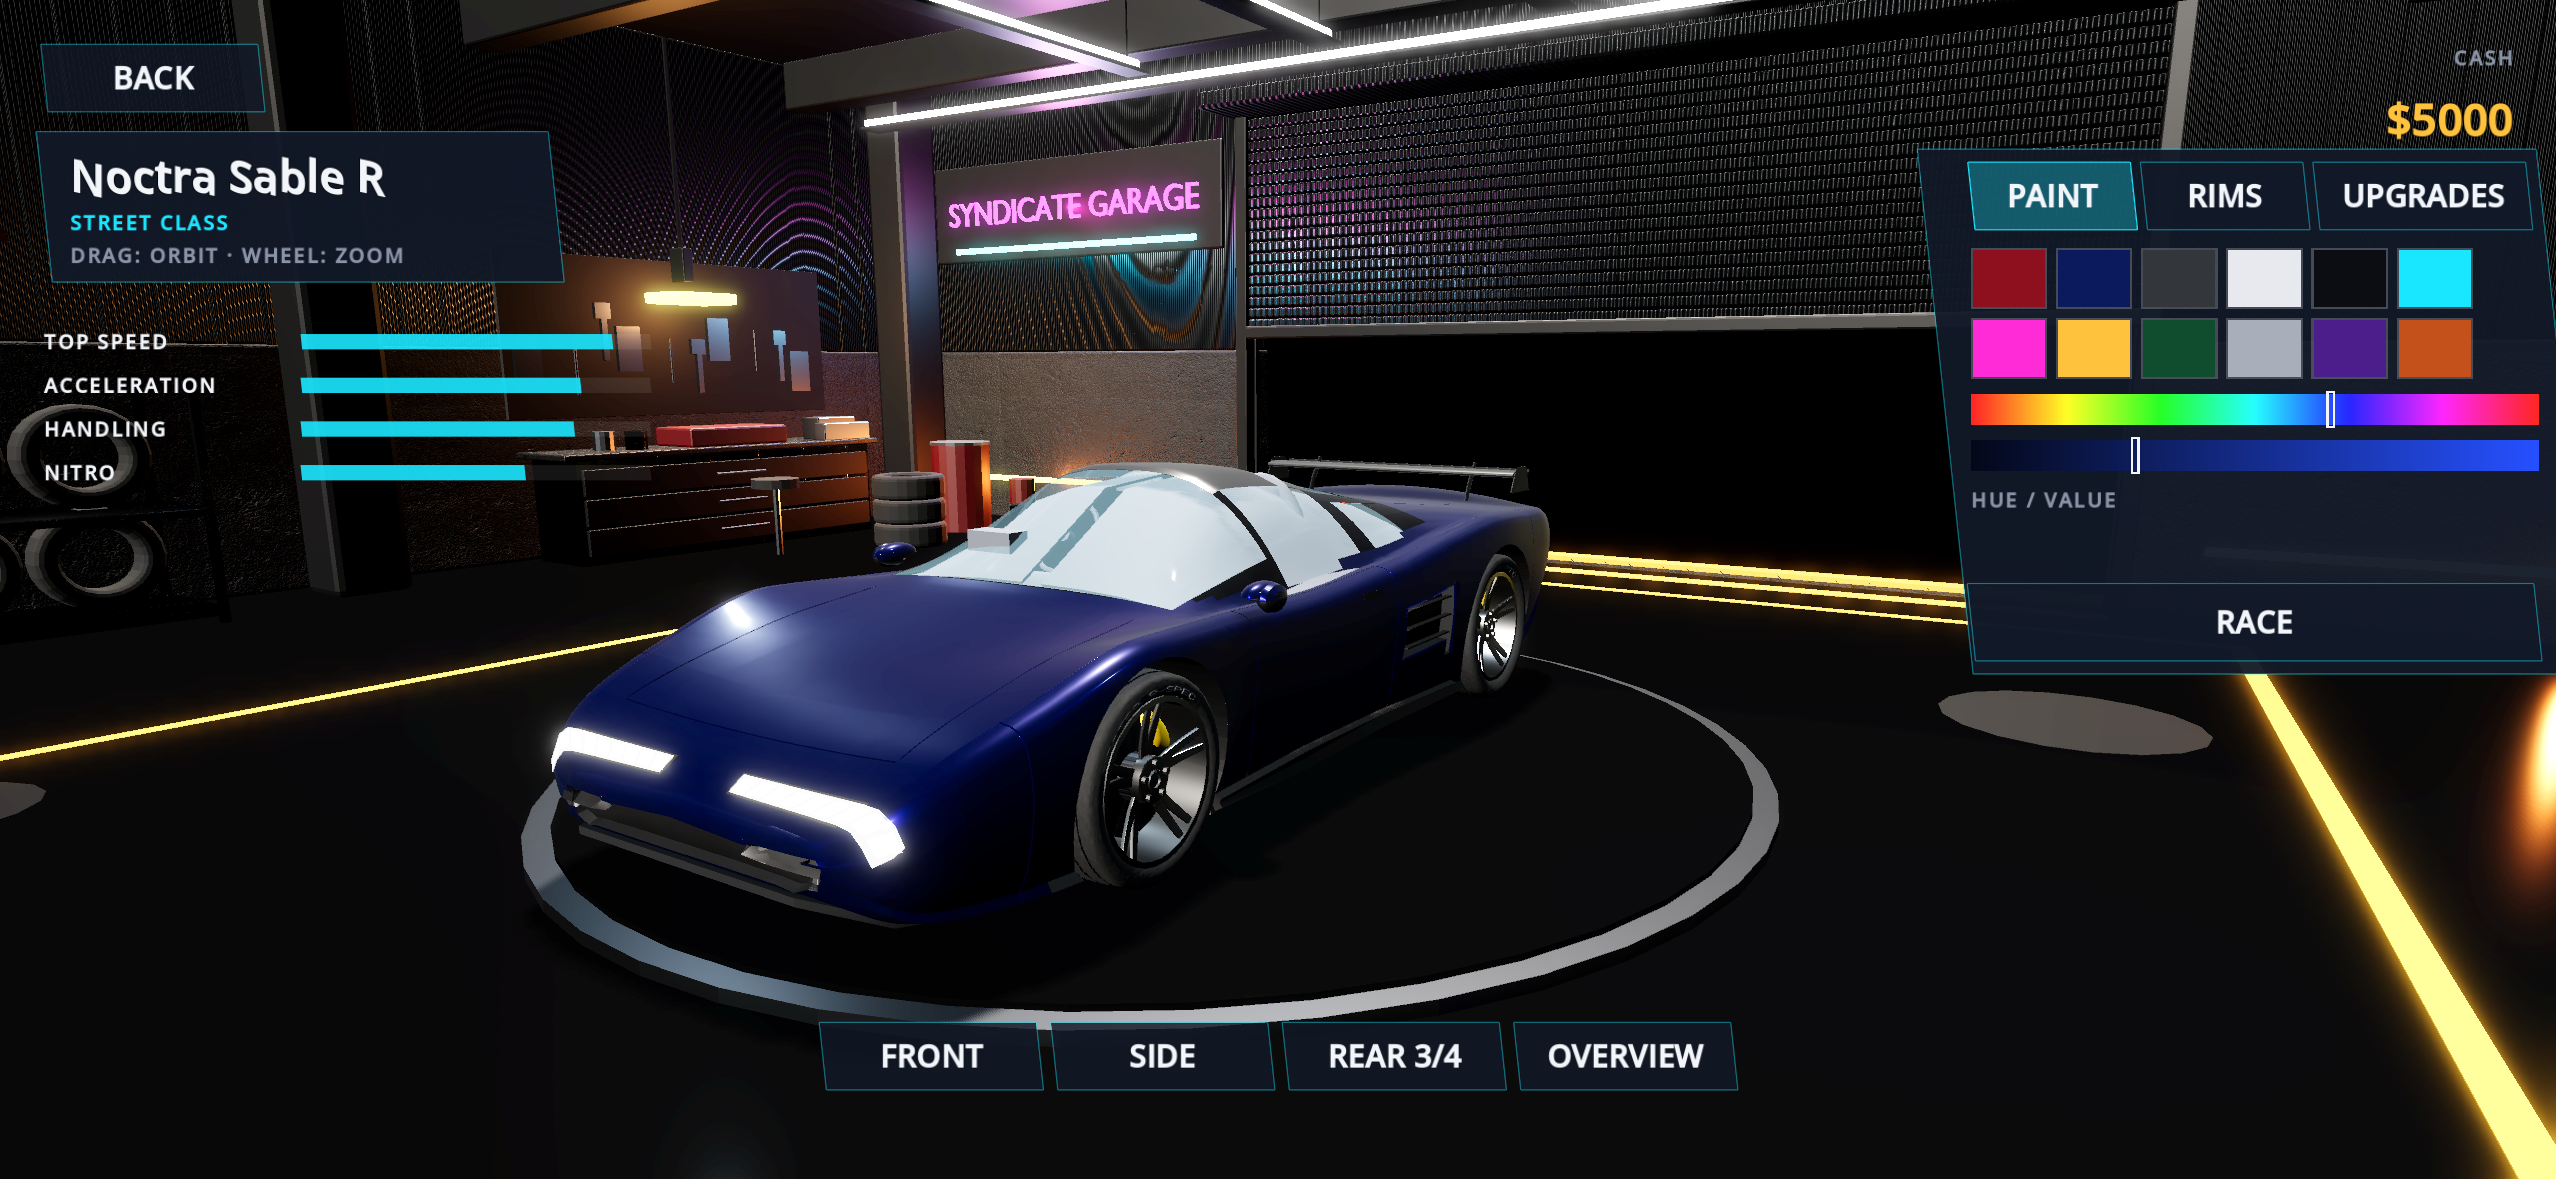 BACK
CASH
$5000
Noctra Sable R
STREET CLASS
DRAG: ORBIT · WHEEL: ZOOM
PAINT
RIMS
UPGRADES
SYNDICATE GARAGE
TOP SPEED
ACCELERATION
HANDLING
NITRO
HUE / VALUE
RACE
FRONT
SIDE
REAR 3/4
OVERVIEW